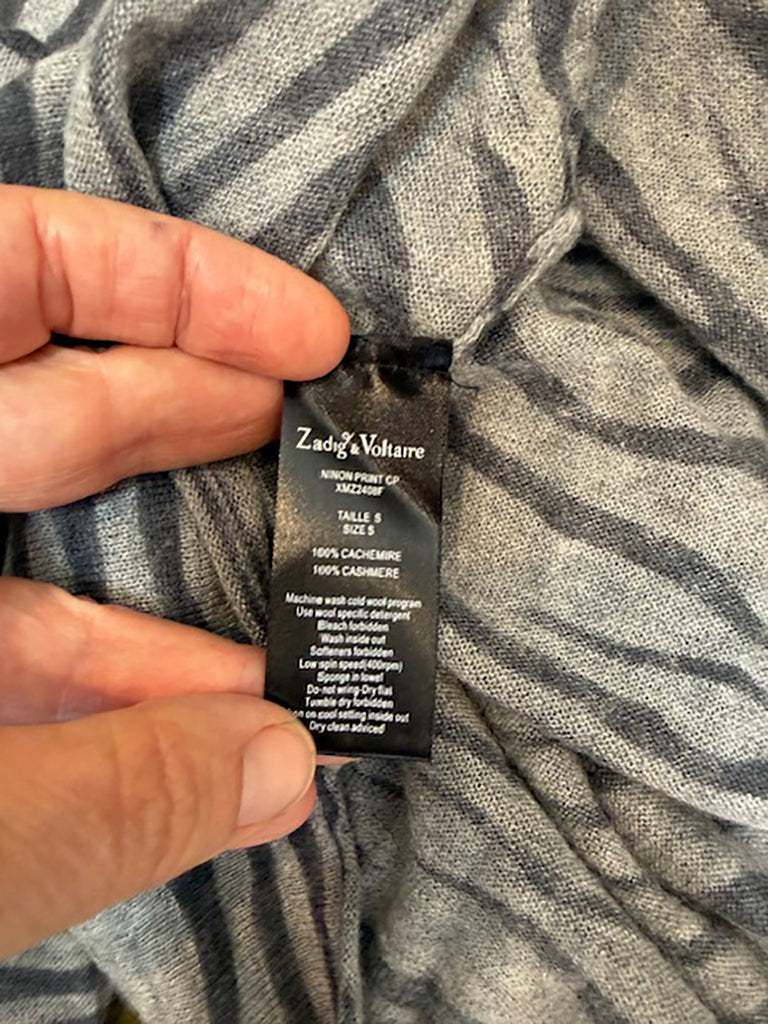 Zadig & Voltaire
NINON PRINT CP
XMZ2408F
TAILLE S
SIZE S
100% CACHEMIRE
100% CASHMERE
Machine wash cold wool program
Use wool specific detergent
Bleach forbidden
Wash inside out
Softeners forbidden
Low spin speed(400rpm)
Sponge in towel
Do-not wring-Dry flat
Tumble dry forbidden
on cool setting inside out
Dry clean adviced